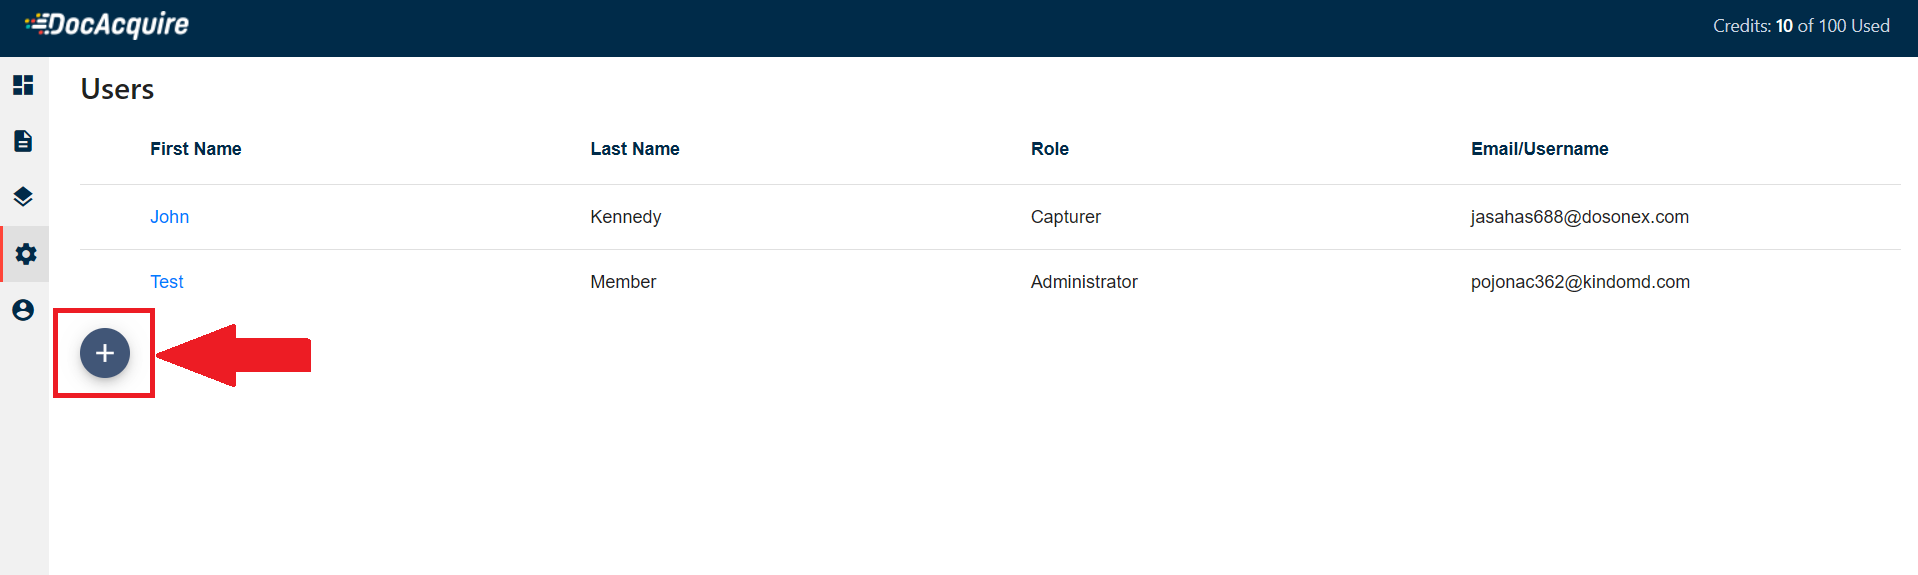 DocAcquire
Credits: 10 of 100 Used
Users
First Name Last Name Role Email/Username
John Kennedy Capturer jasahas688@dosonex.com
Test Member Administrator pojonac362@kindomd.com
+